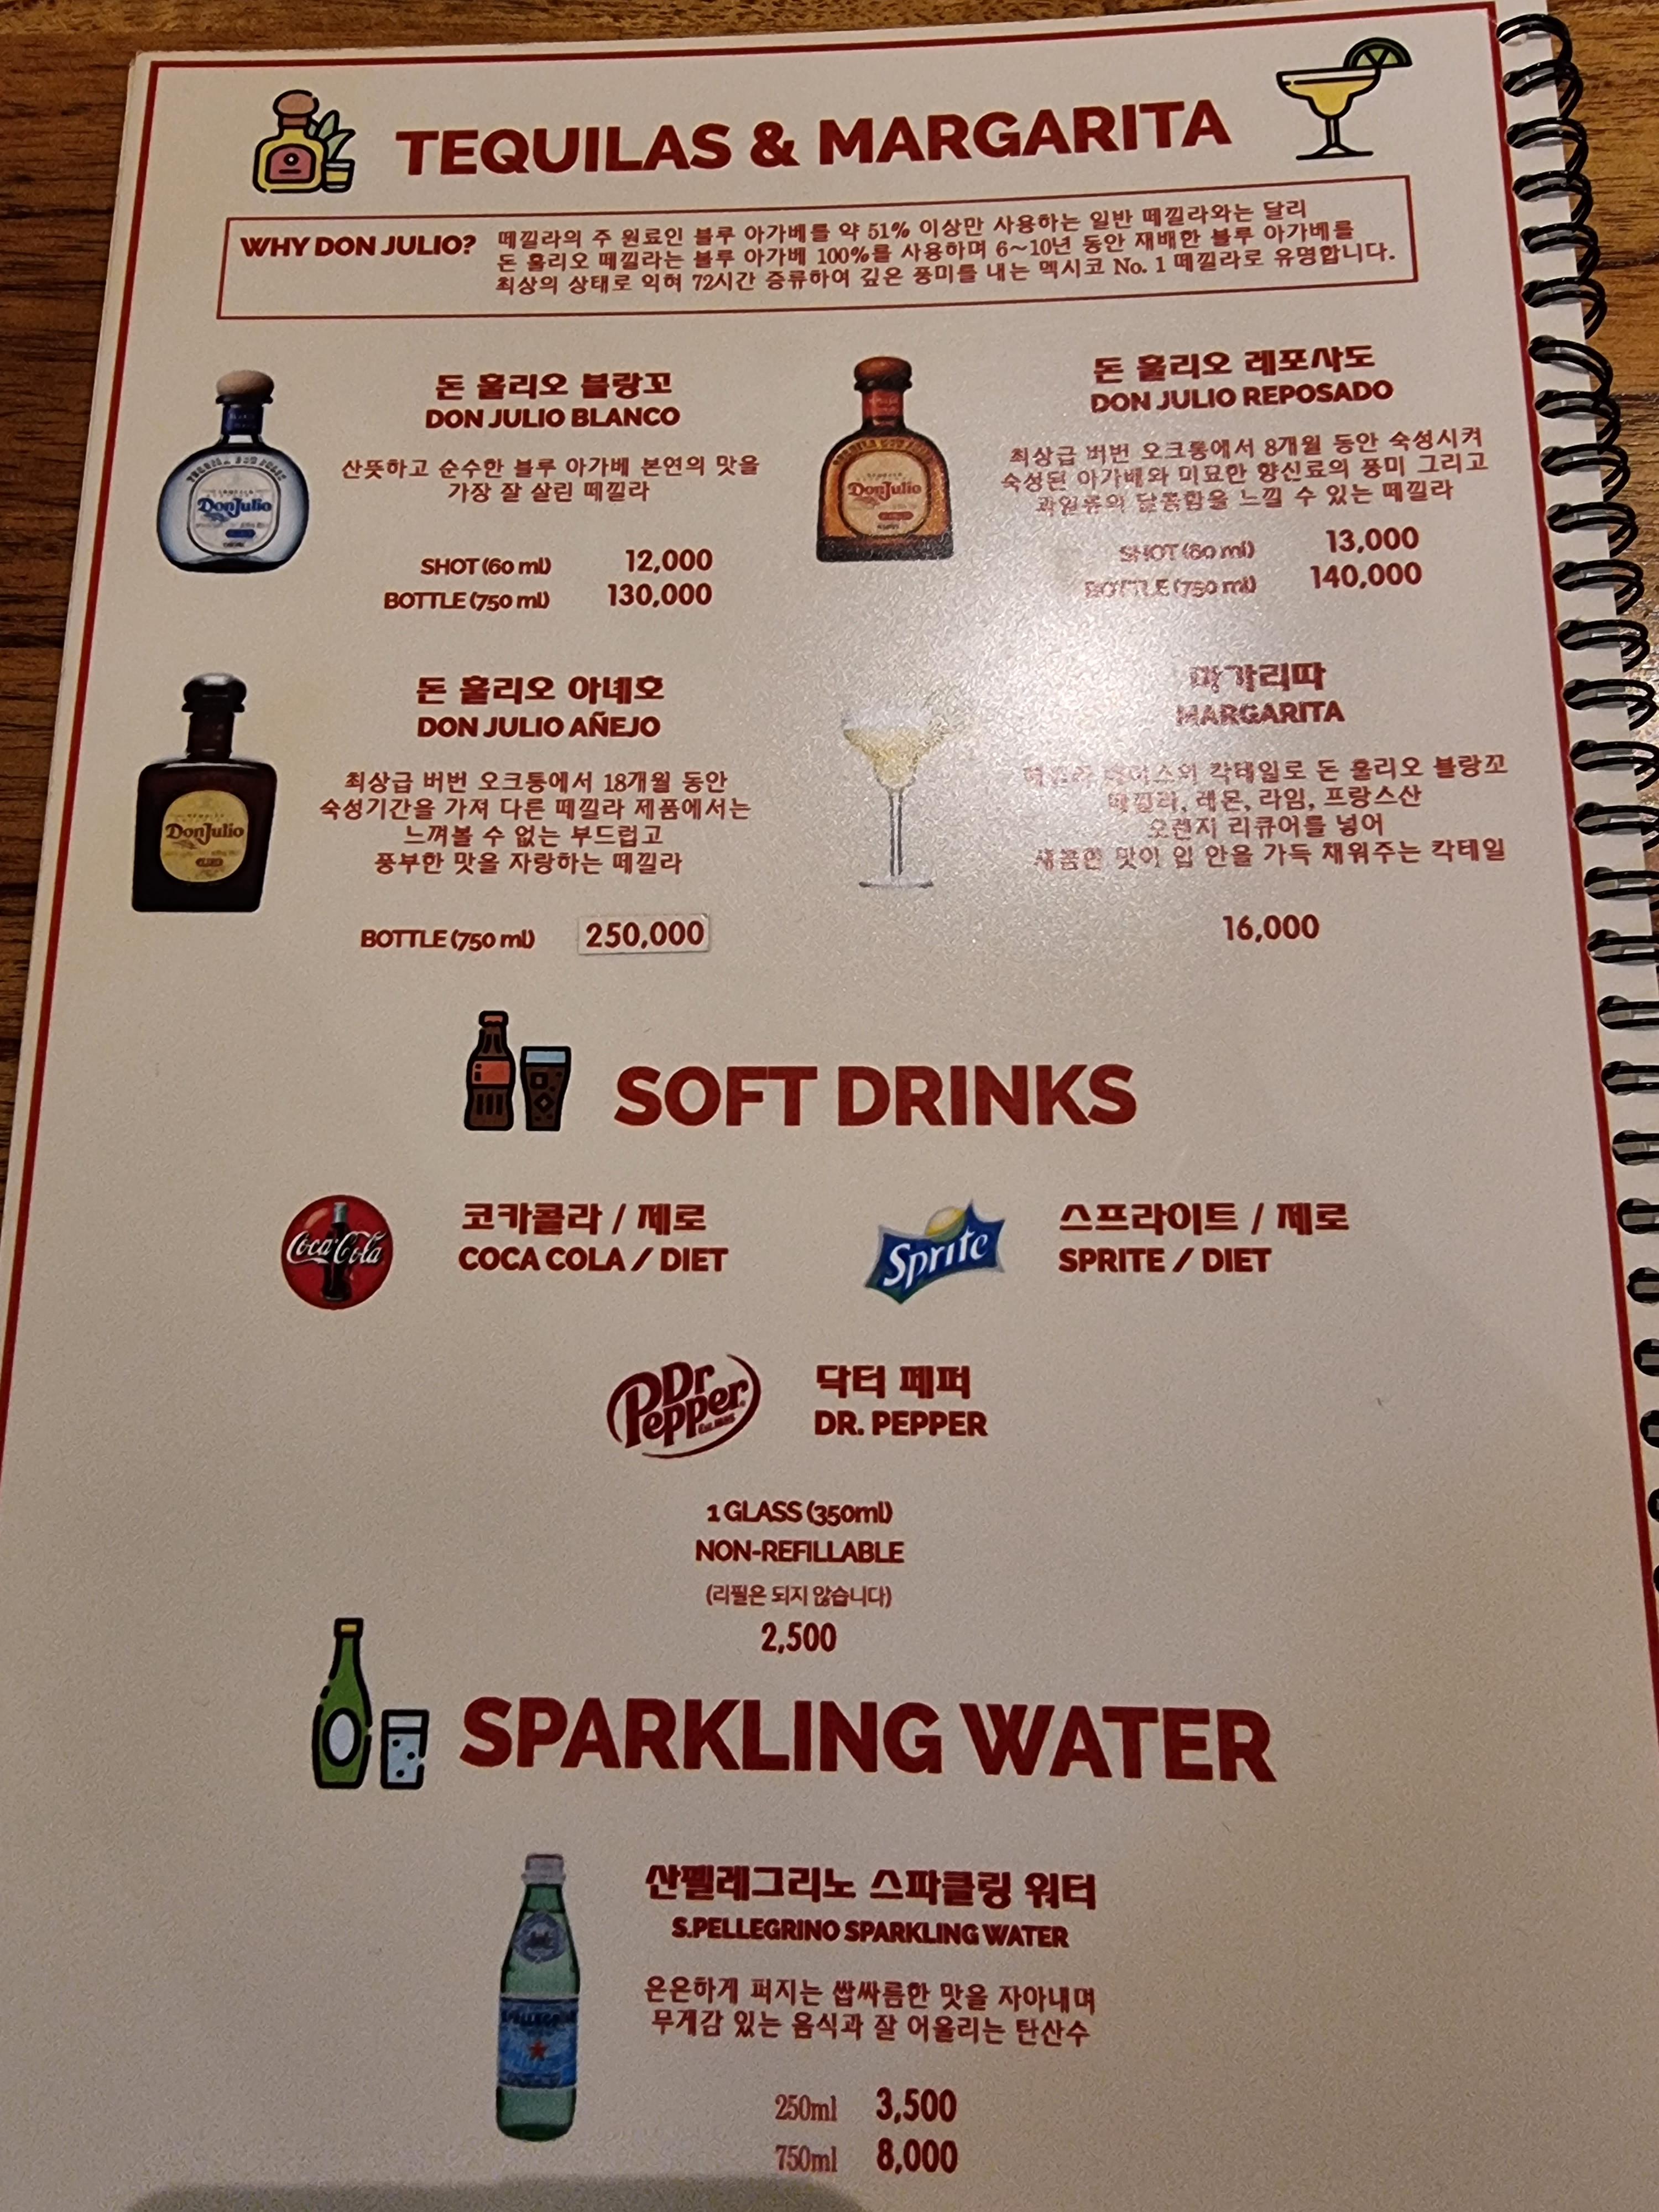 TEQUILAS & MARGARITA
WHY DON JULIO?
떼낄라의 주 원료인 블루 아가베를 약 51% 이상만 사용하는 일반 떼낄라와는 달리
돈 훌리오 떼낄라는 블루 아가베 100%를 사용하며 6~10년 동안 재배한 블루 아가베를
최상의 상태로 익혀 72시간 증류하여 깊은 풍미를 내는 멕시코 No. 1 떼낄라로 유명합니다.
돈 훌리오 블랑꼬
DON JULIO BLANCO
산뜻하고 순수한 블루 아가베 본연의 맛을
가장 잘 살린 떼낄라
SHOT (60 ml) 12,000
BOTTLE (750 ml) 130,000
Don Julio
돈 훌리오 레포사도
DON JULIO REPOSADO
최상급 버번 오크통에서 8개월 동안 숙성시켜
숙성된 아가베와 미묘한 향신료의 풍미 그리고
과일류의 달콤함을 느낄 수 있는 떼낄라
SHOT (60 ml) 13,000
BOTTLE (750 ml) 140,000
Don Julio
돈 훌리오 아녜호
DON JULIO AÑEJO
최상급 버번 오크통에서 18개월 동안
숙성기간을 가져 다른 떼낄라 제품에서는
느껴볼 수 없는 부드럽고
풍부한 맛을 자랑하는 떼낄라
BOTTLE (750 ml) 250,000
Don Julio
마가리따
MARGARITA
떼낄라 베이스의 칵테일로 돈 훌리오 블랑꼬
떼낄라, 레몬, 라임, 프랑스산
오렌지 리큐어를 넣어
새콤한 맛이 입 안을 가득 채워주는 칵테일
16,000
SOFT DRINKS
Coca-Cola
코카콜라 / 제로
COCA COLA / DIET
Sprite
스프라이트 / 제로
SPRITE / DIET
Dr Pepper
닥터 페퍼
DR. PEPPER
1 GLASS (350ml)
NON-REFILLABLE
(리필은 되지 않습니다)
2,500
SPARKLING WATER
산펠레그리노 스파클링 워터
S.PELLEGRINO SPARKLING WATER
은은하게 퍼지는 쌉싸름한 맛을 자아내며
무게감 있는 음식과 잘 어울리는 탄산수
250ml 3,500
750ml 8,000